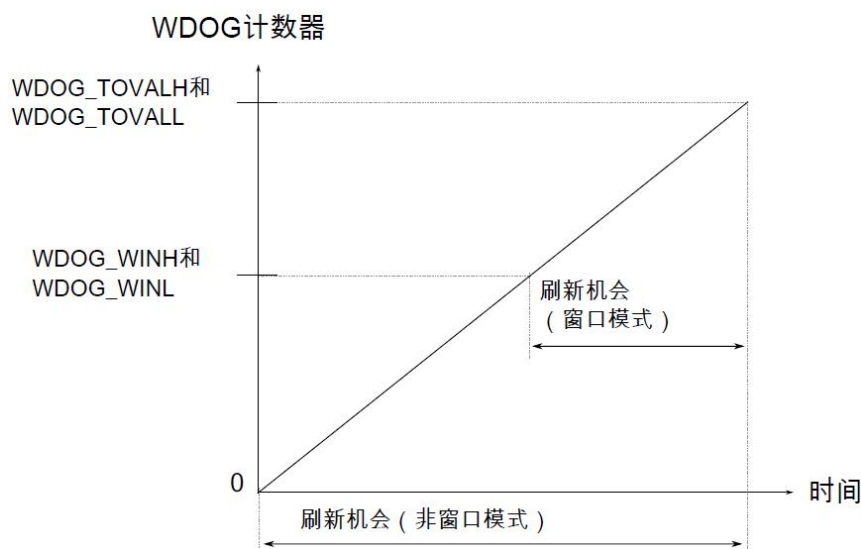 WDOG计数器
WDOG_TOVALH和
WDOG_TOVALL
WDOG_WINH和
WDOG_WINL
刷新机会
（窗口模式）
0
时间
刷新机会（非窗口模式）